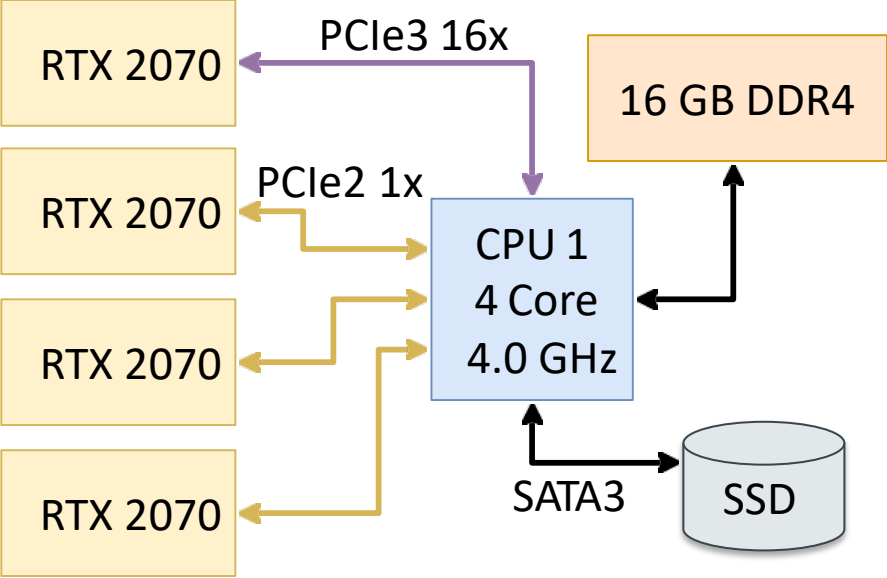 RTX 2070
PCIe3 16x
16 GB DDR4
RTX 2070
PCIe2 1x
CPU 1
4 Core
4.0 GHz
RTX 2070
RTX 2070
SATA3
SSD